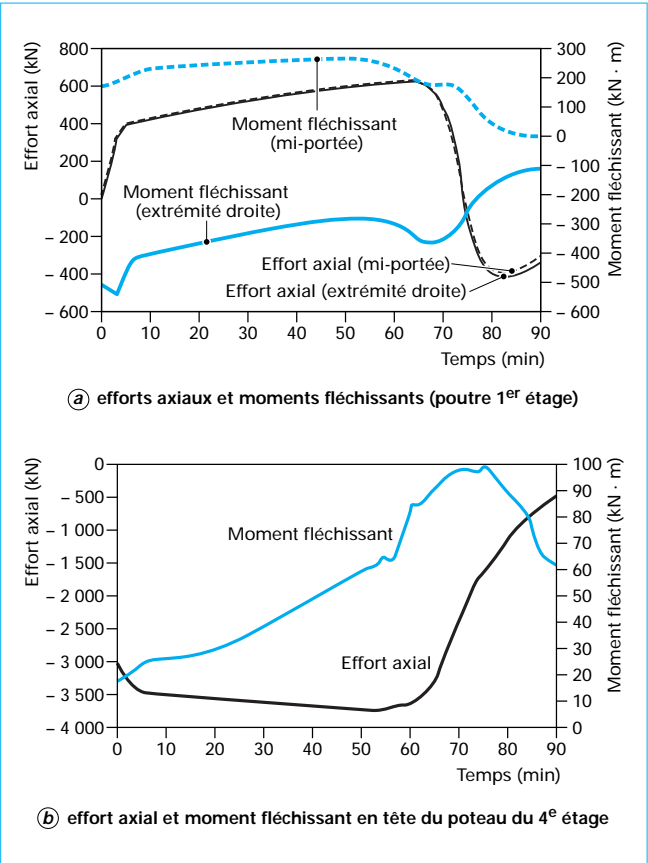 Effort axial (kN)
800
600
400
200
0
– 200
– 400
– 600
300
200
100
0
– 100
– 200
– 300
– 400
– 500
– 600
Moment fléchissant (kN · m)
Moment fléchissant
(mi-portée)
Moment fléchissant
(extrémité droite)
Effort axial (mi-portée)
Effort axial (extrémité droite)
0 10 20 30 40 50 60 70 80 90
Temps (min)
a efforts axiaux et moments fléchissants (poutre 1er étage)
Effort axial (kN)
0
– 500
– 1 000
– 1 500
– 2 000
– 2 500
– 3 000
– 3 500
– 4 000
100
90
80
70
60
50
40
30
20
10
0
Moment fléchissant (kN · m)
Moment fléchissant
Effort axial
0 10 20 30 40 50 60 70 80 90
Temps (min)
b effort axial et moment fléchissant en tête du poteau du 4e étage